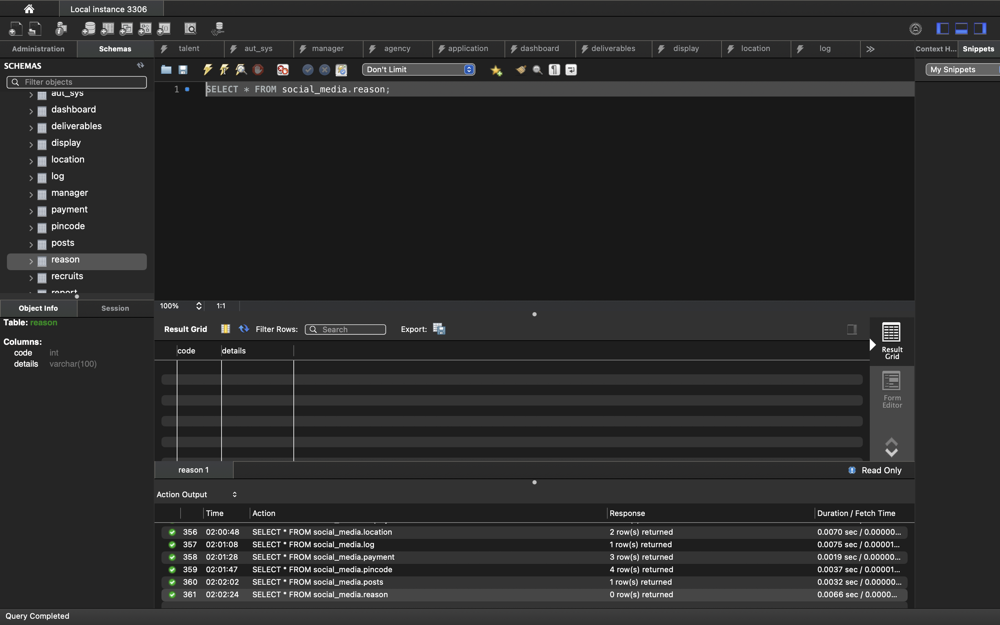 Local instance 3306
Administration Schemas talent aut_sys manager agency application dashboard deliverables display location log Context H... Snippets
SCHEMAS
Don't Limit
My Snippets
Filter objects
1 SELECT * FROM social_media.reason;
aut_sys
dashboard
deliverables
display
location
log
manager
payment
pincode
posts
reason
recruits
report
100% 1:1
Object Info Session
Table: reason
Columns:
code int
details varchar(100)
Result Grid Filter Rows: Search Export:
code details
Result
Grid
Form
Editor
reason 1 Read Only
Action Output
Time Action Response Duration / Fetch Time
356 02:00:48 SELECT * FROM social_media.location 2 row(s) returned 0.0070 sec / 0.00000...
357 02:01:08 SELECT * FROM social_media.log 1 row(s) returned 0.0075 sec / 0.00001...
358 02:01:28 SELECT * FROM social_media.payment 3 row(s) returned 0.0019 sec / 0.00000...
359 02:01:47 SELECT * FROM social_media.pincode 4 row(s) returned 0.0037 sec / 0.00001...
360 02:02:02 SELECT * FROM social_media.posts 1 row(s) returned 0.0032 sec / 0.00000...
361 02:02:24 SELECT * FROM social_media.reason 0 row(s) returned 0.0066 sec / 0.0000...
Query Completed